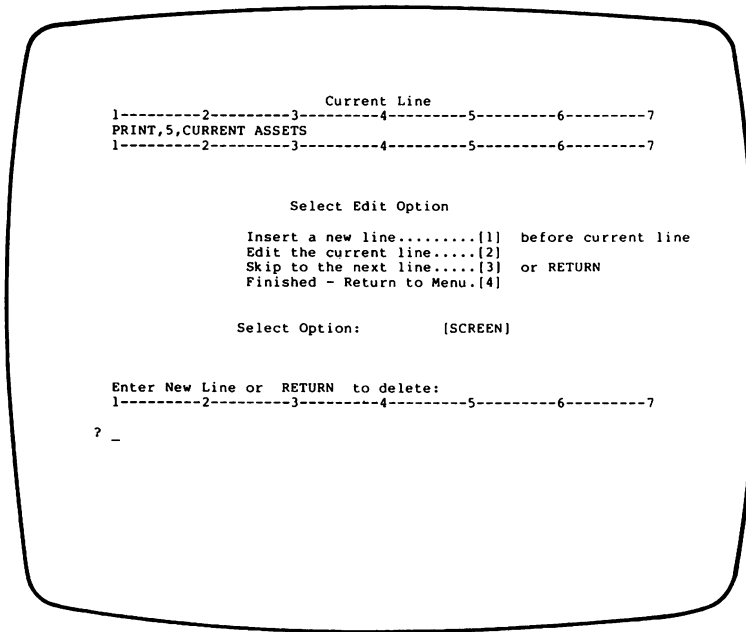 Current Line
1---------2---------3---------4---------5---------6---------7
PRINT,5,CURRENT ASSETS
1---------2---------3---------4---------5---------6---------7
Select Edit Option
Insert a new line.........[1] before current line
Edit the current line.....[2]
Skip to the next line.....[3] or RETURN
Finished - Return to Menu.[4]
Select Option: [SCREEN]
Enter New Line or RETURN to delete:
1---------2---------3---------4---------5---------6---------7
? _